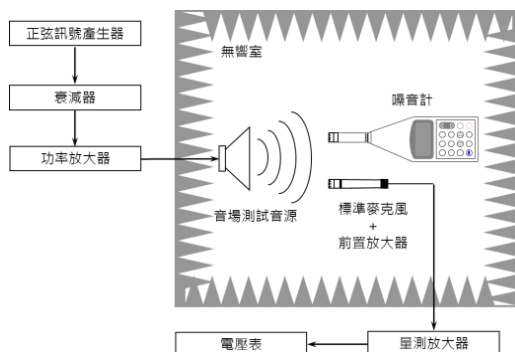 正弦訊號產生器
衰減器
功率放大器
無響室
噪音計
音場測試音源
標準麥克風
+
前置放大器
電壓表
量測放大器